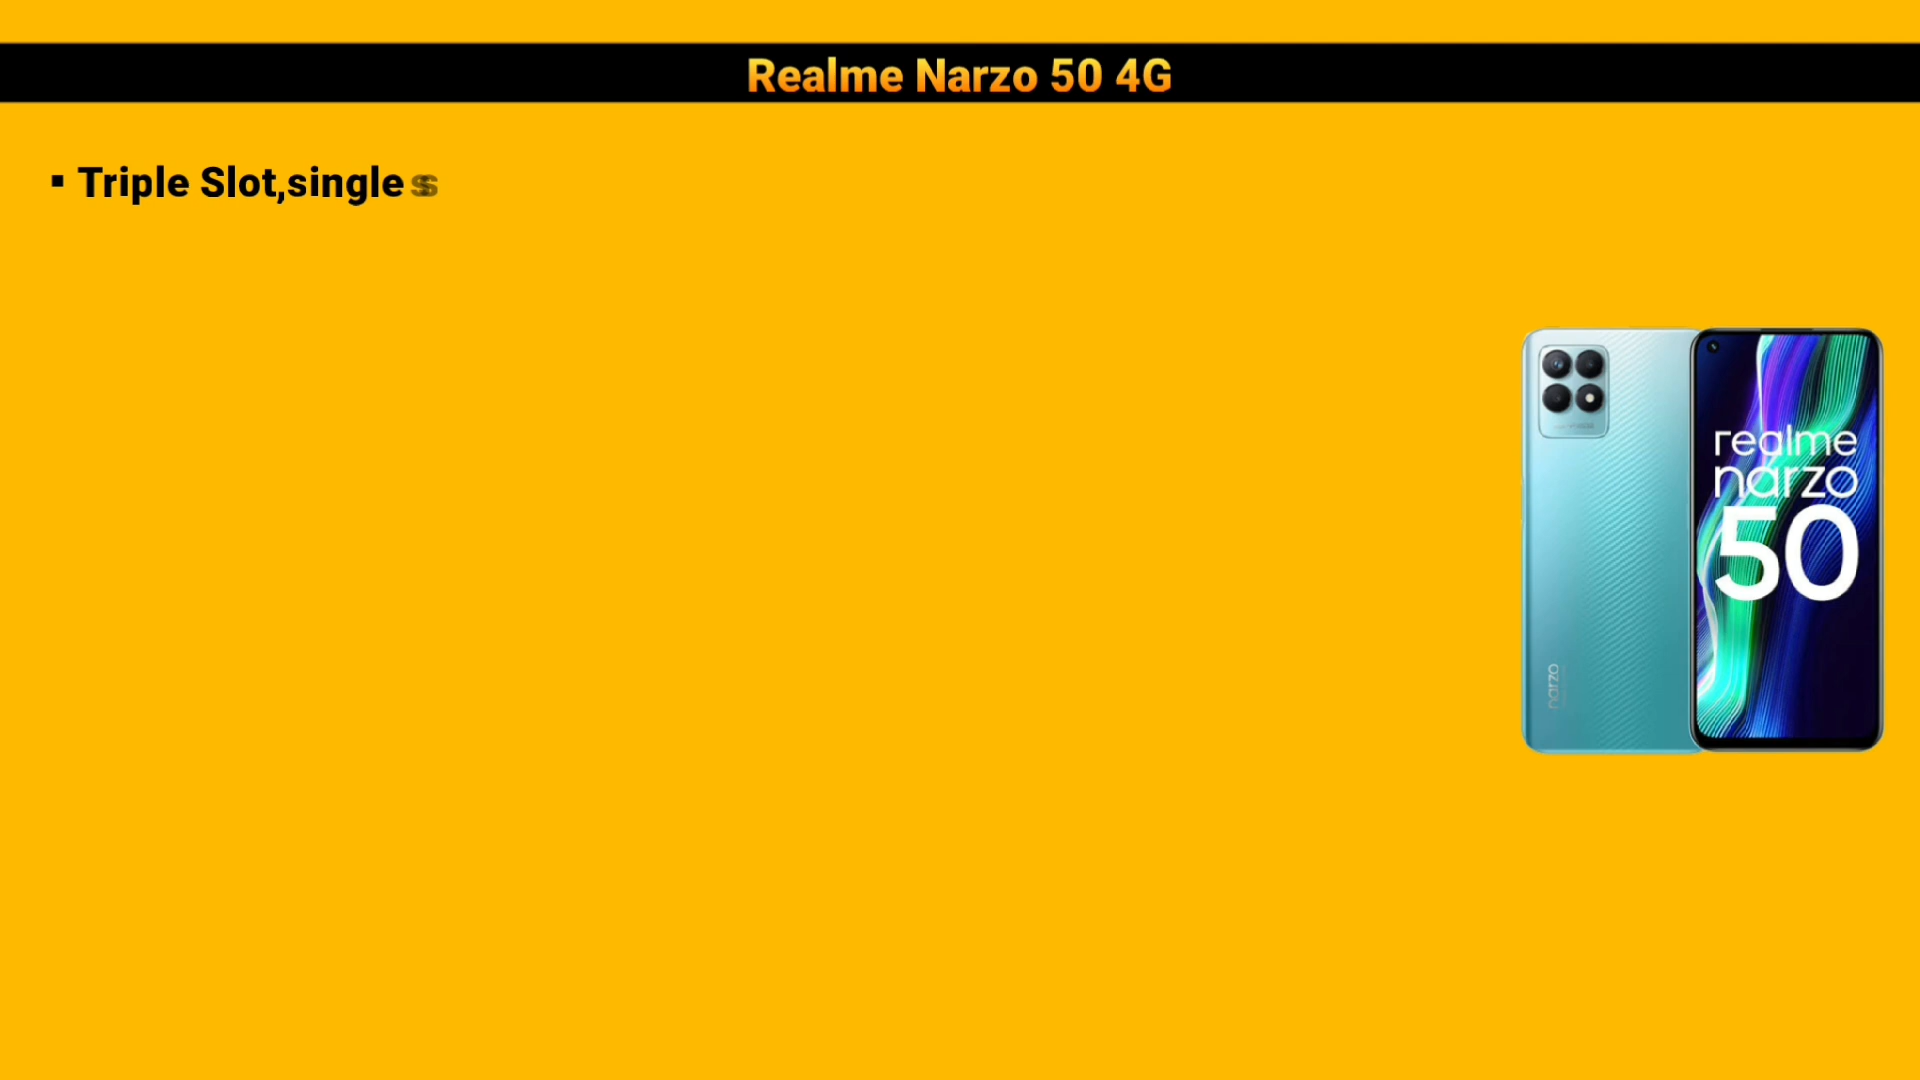 Realme Narzo 50 4G
▪ Triple Slot,single
realme
narzo
50
narzo